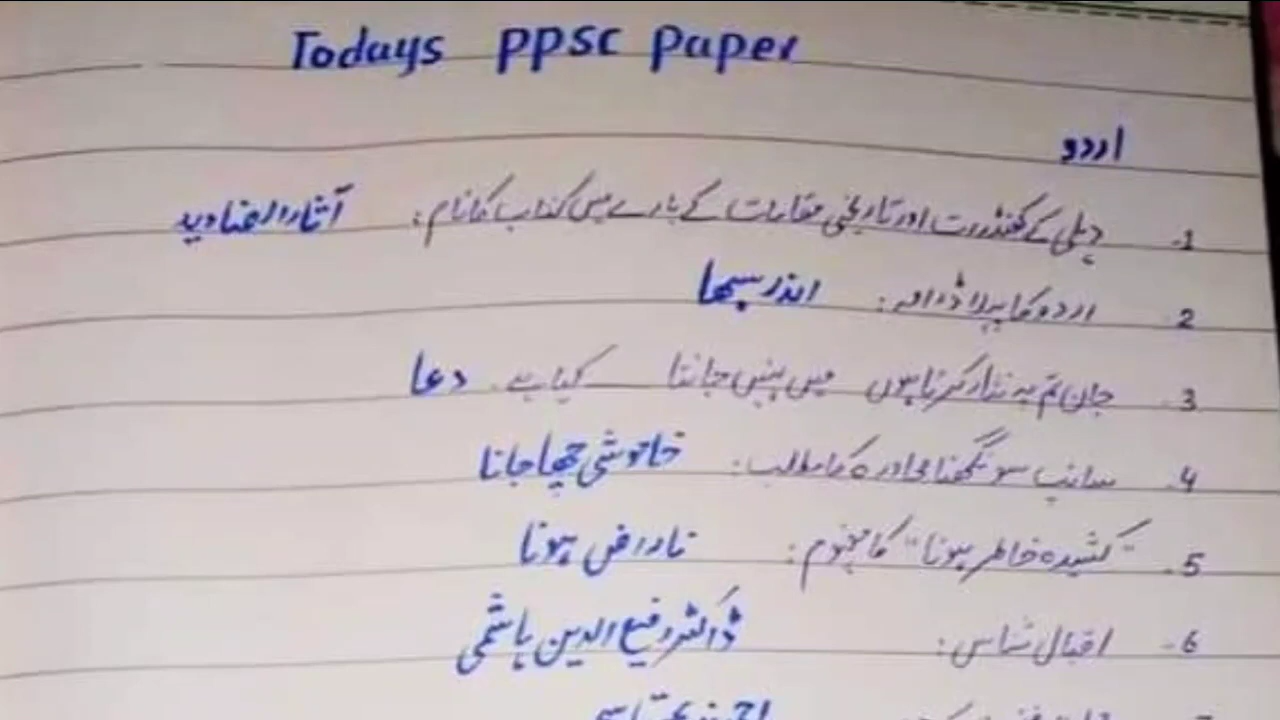 Todays PPSC Paper
اردو
1- دہلی کے کھنڈرت اور تاریخی مقامات کے بارے میں کتاب کا نام: آثار الصنادید
2- اردو کا پہلا ڈرامہ: اندر سبھا
3- جان تم پہ نثار کرتا ہوں میں نہیں جانتا کیا ہے۔ دعا
4- سانپ سونگھنا محاورہ کا مطلب: خاموشی چھا جانا
5- "کشیدہ خاطر ہونا" کا مفہوم: ناراض ہونا
6- اقبال شناس: ڈاکٹر رفیع الدین ہاشمی